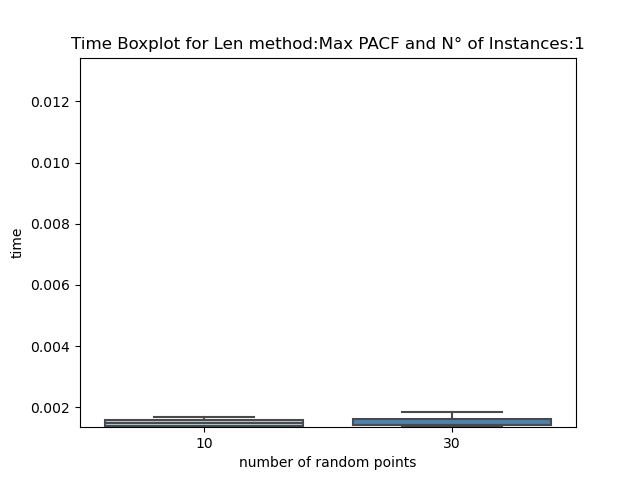 Time Boxplot for Len method:Max PACF and N° of Instances:1
0.012
0.010
0.008
0.006
0.004
0.002
time
10
30
number of random points